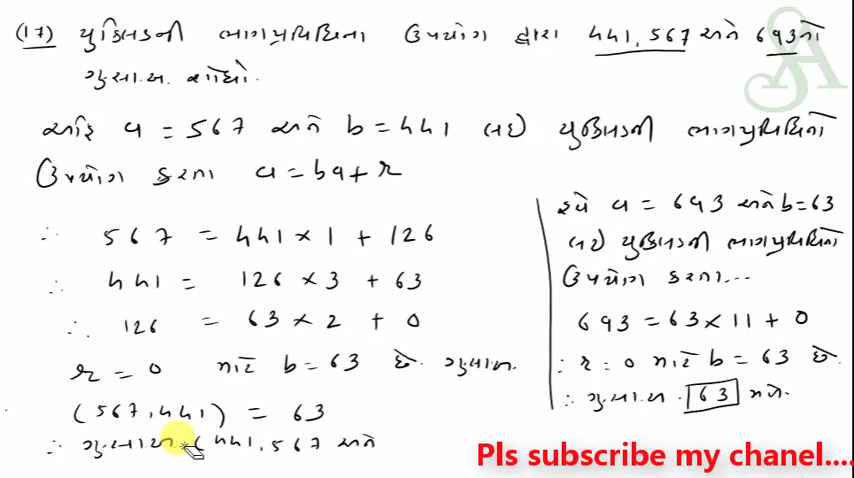 (17) યુક્લિડની ભાગપ્રવિધિના ઉપયોગ દ્વારા 441, 567 અને 693નો
ગુ.સા.અ. શોધો.
અહિ a = 567 અને b = 441 લઈ યુક્લિડની ભાગપ્રવિધિનો
ઉપયોગ કરતા a = bq + r
∴ 567 = 441 × 1 + 126
∴ 441 = 126 × 3 + 63
∴ 126 = 63 × 2 + 0
r = 0 માટે b = 63 છે. ગુ.સા.અ.
(567, 441) = 63
∴ ગુ.સા.અ. (441, 567 અને
હવે a = 693 અને b = 63
લઈ યુક્લિડની ભાગપ્રવિધિનો
ઉપયોગ કરતા...
693 = 63 × 11 + 0
∴ r = 0 માટે b = 63 છે.
∴ ગુ.સા.અ. 63 મળે.
Pls subscribe my chanel....